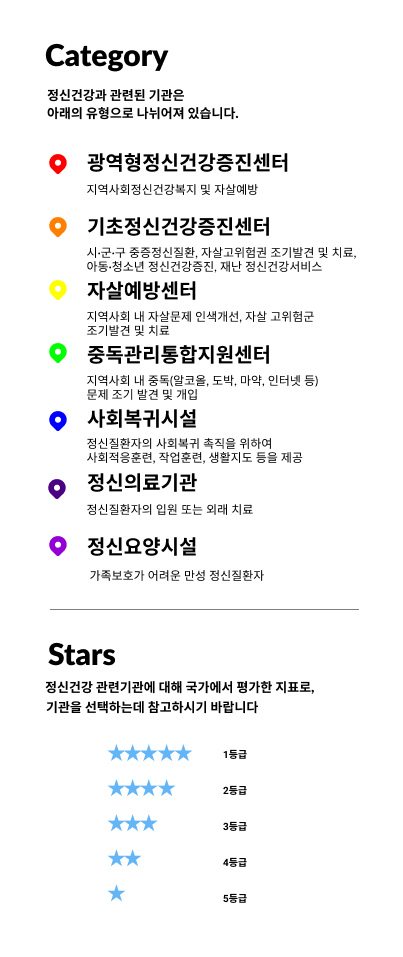 Category
정신건강과 관련된 기관은
아래의 유형으로 나뉘어져 있습니다.
광역형정신건강증진센터
지역사회정신건강복지 및 자살예방
기초정신건강증진센터
시·군·구 중증정신질환, 자살고위험권 조기발견 및 치료,
아동·청소년 정신건강증진, 재난 정신건강서비스
자살예방센터
지역사회 내 자살문제 인색개선, 자살 고위험군
조기발견 및 치료
중독관리통합지원센터
지역사회 내 중독(알코올, 도박, 마약, 인터넷 등)
문제 조기 발견 및 개입
사회복귀시설
정신질환자의 사회복귀 촉직을 위하여
사회적응훈련, 작업훈련, 생활지도 등을 제공
정신의료기관
정신질환자의 입원 또는 외래 치료
정신요양시설
가족보호가 어려운 만성 정신질환자
Stars
정신건강 관련기관에 대해 국가에서 평가한 지표로,
기관을 선택하는데 참고하시기 바랍니다
1등급
2등급
3등급
4등급
5등급